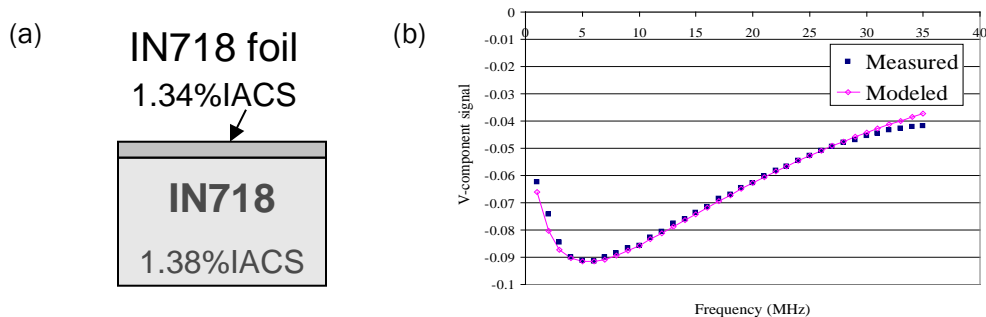 (a)
IN718 foil
1.34%IACS
IN718
1.38%IACS
(b)
0
0 5 10 15 20 25 30 35 40
-0.01
-0.02
-0.03
-0.04
-0.05
-0.06
-0.07
-0.08
-0.09
-0.1
V-component signal
Measured
Modeled
Frequency (MHz)